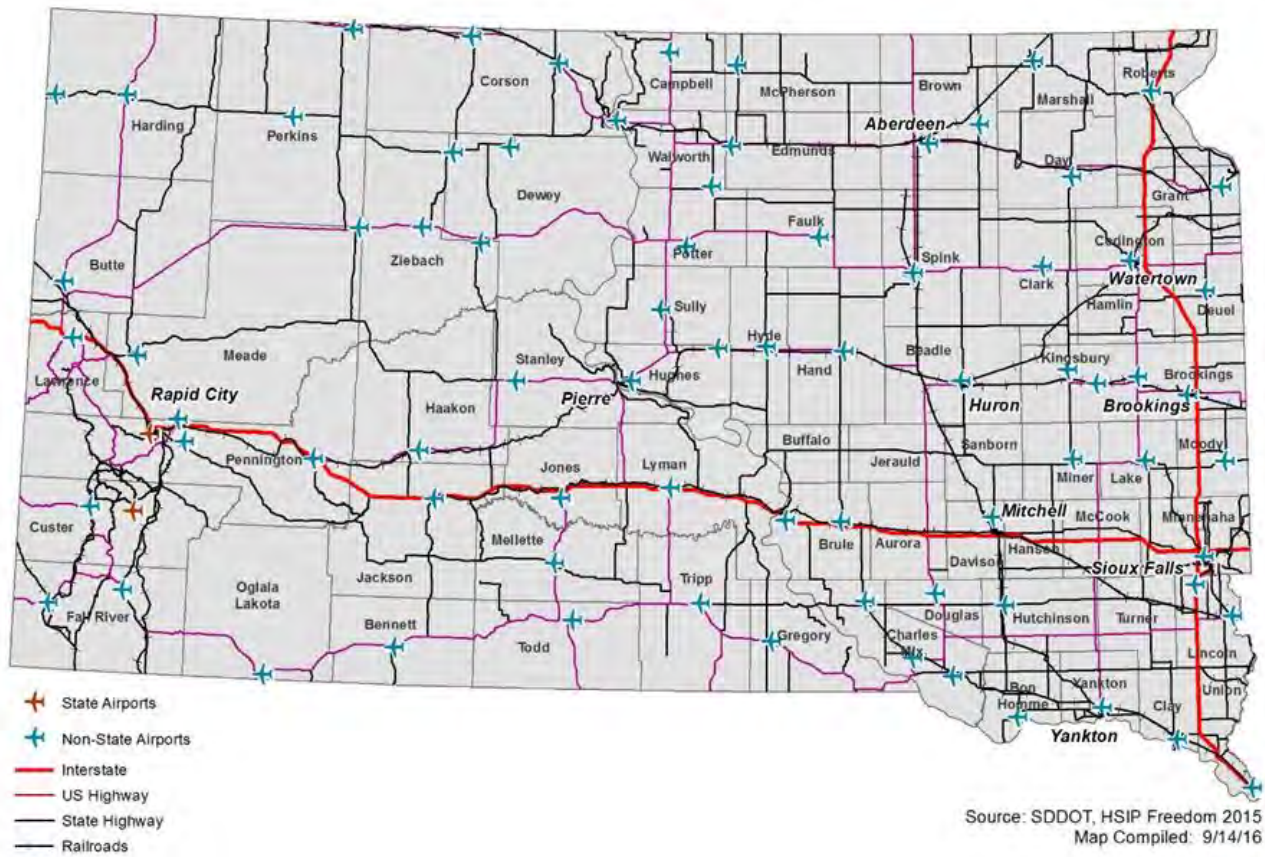 Corson
Campbell
McPherson
Brown
Marshall
Roberts
Harding
Perkins
Aberdeen
Walworth
Edmunds
Day
Dewey
Grant
Faulk
Butte
Ziebach
Potter
Spink
Codington
Clark
Watertown
Sully
Hamlin
Deuel
Meade
Stanley
Hyde
Hand
Beadle
Kingsbury
Lawrence
Rapid City
Hughes
Brookings
Haakon
Pierre
Huron
Brookings
Pennington
Buffalo
Sanborn
Moody
Jones
Lyman
Jerauld
Miner
Lake
Custer
Mitchell
McCook
Minnehaha
Mellette
Brule
Aurora
Hansen
Davison
Sioux Falls
Oglala
Lakota
Jackson
Tripp
Fall River
Bennett
Todd
Gregory
Douglas
Hutchinson
Turner
Charles
Mix
Lincoln
Bon
Homme
Yankton
Clay
Union
Yankton
State Airports
Non-State Airports
Interstate
US Highway
State Highway
Railroads
Source: SDDOT, HSIP Freedom 2015
Map Compiled: 9/14/16